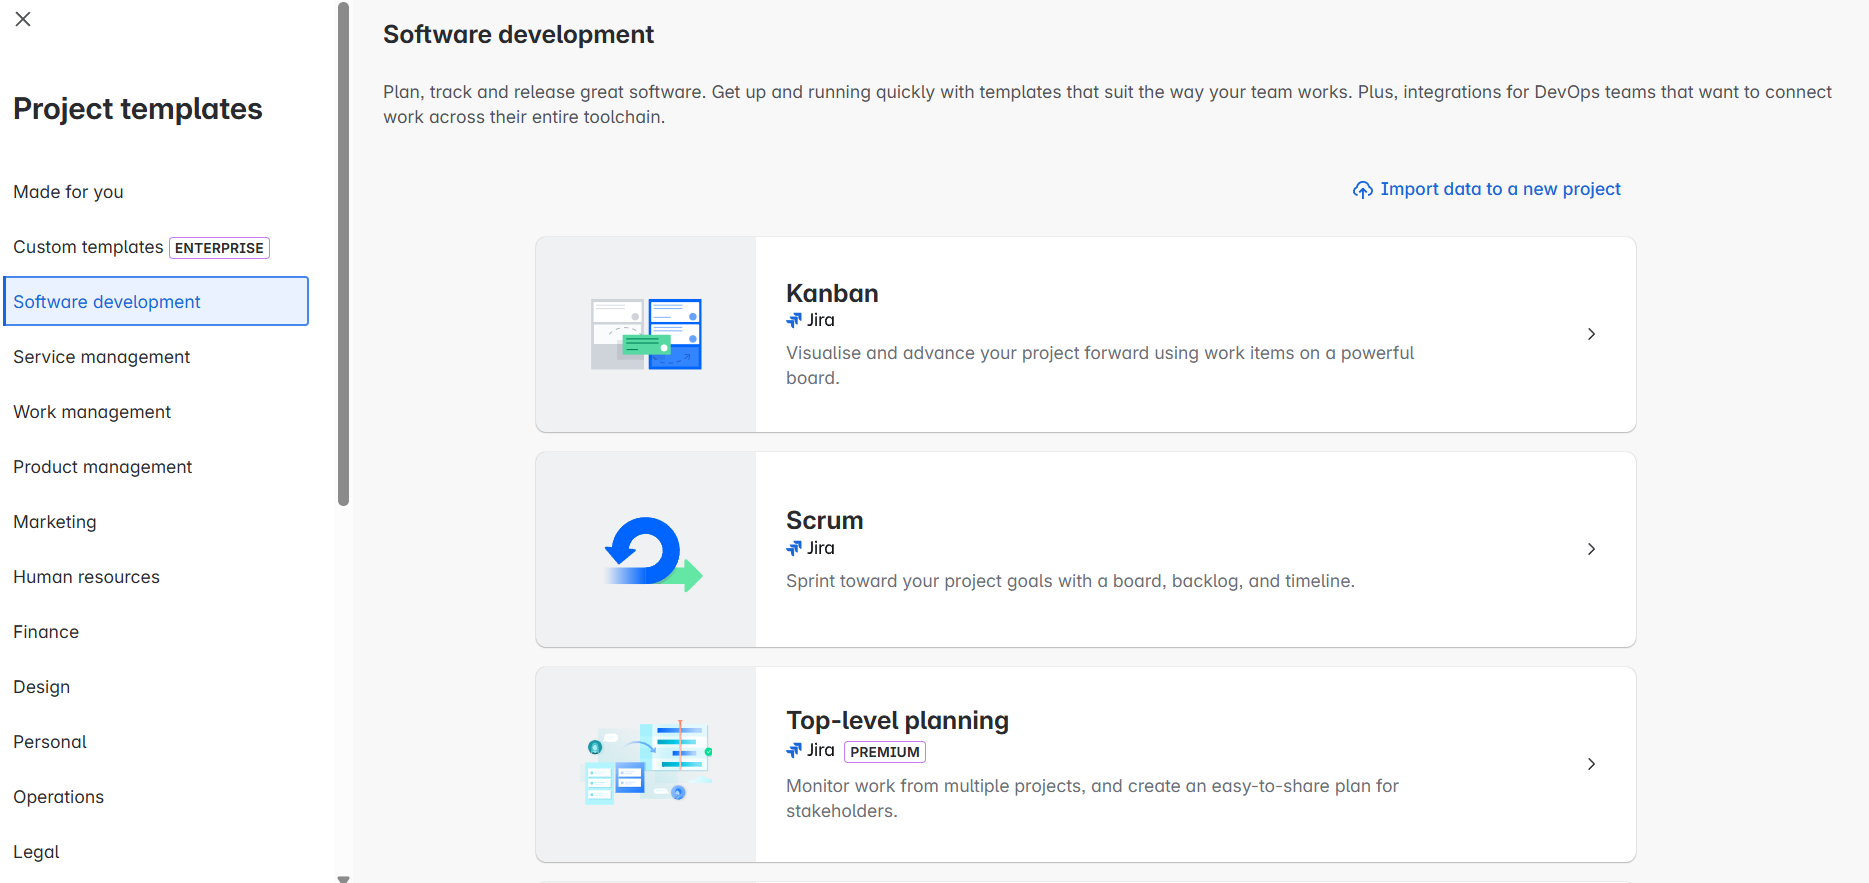 Project templates
Made for you
Custom templates ENTERPRISE
Software development
Service management
Work management
Product management
Marketing
Human resources
Finance
Design
Personal
Operations
Legal
Software development
Plan, track and release great software. Get up and running quickly with templates that suit the way your team works. Plus, integrations for DevOps teams that want to connect
work across their entire toolchain.
Import data to a new project
Kanban
Jira
Visualise and advance your project forward using work items on a powerful
board.
Scrum
Jira
Sprint toward your project goals with a board, backlog, and timeline.
Top-level planning
Jira PREMIUM
Monitor work from multiple projects, and create an easy-to-share plan for
stakeholders.